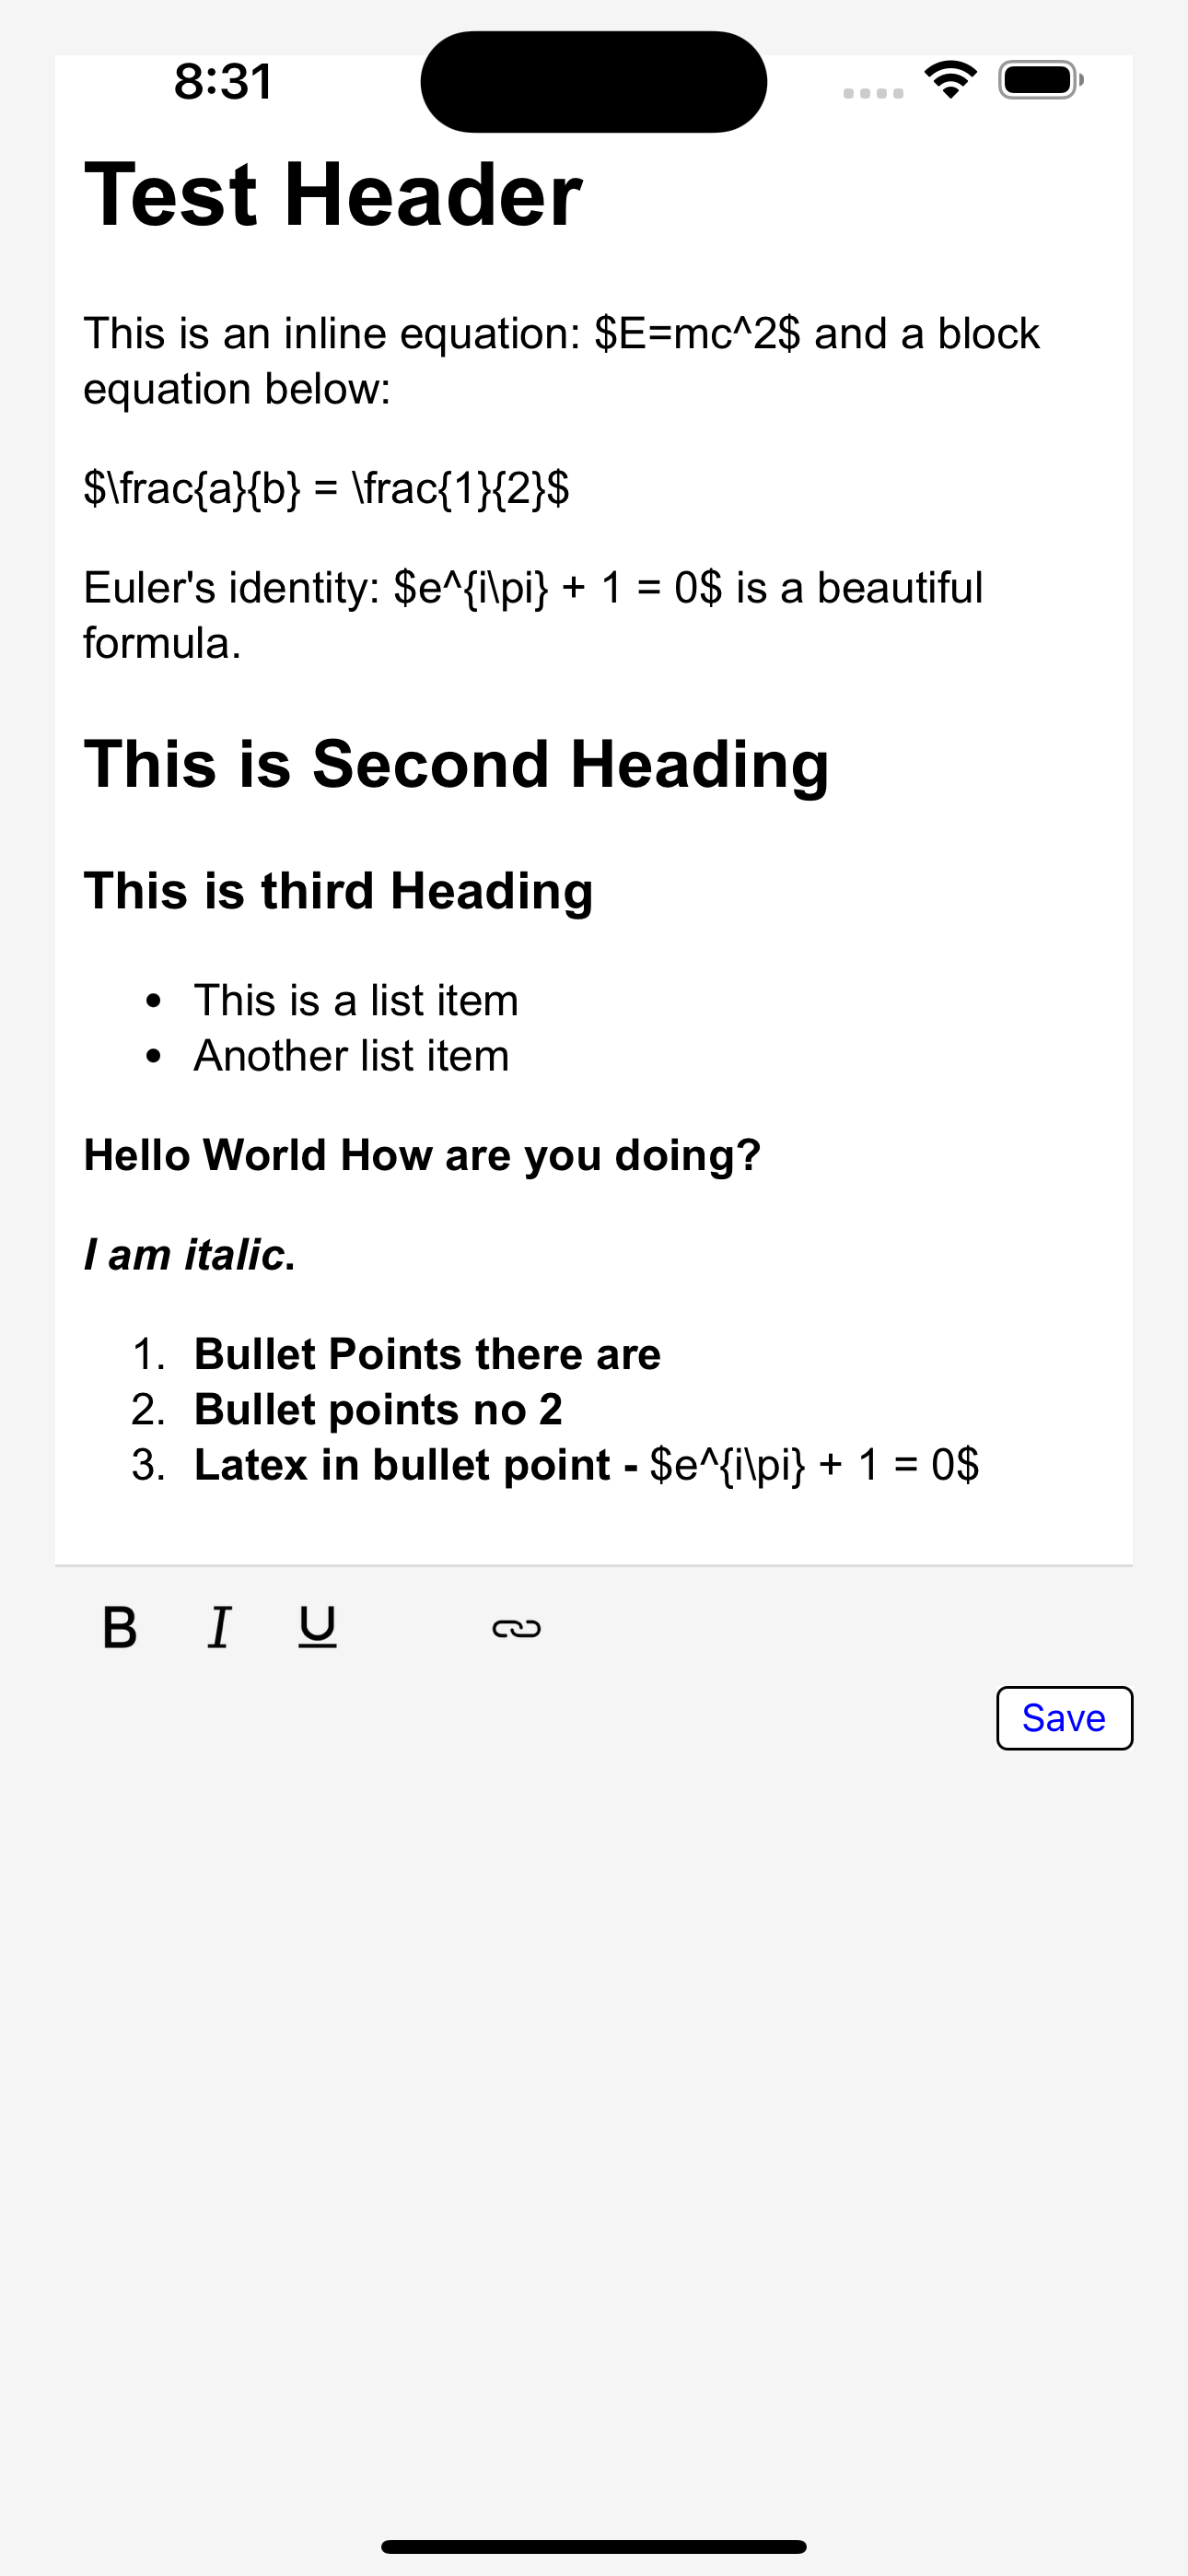 8:31
Test Header
This is an inline equation: $E=mc^2$ and a block
equation below:
$\frac{a}{b} = \frac{1}{2}$
Euler's identity: $e^{i\pi} + 1 = 0$ is a beautiful
formula.
This is Second Heading
This is third Heading
• This is a list item
• Another list item
Hello World How are you doing?
I am italic.
1. Bullet Points there are
2. Bullet points no 2
3. Latex in bullet point - $e^{i\pi} + 1 = 0$
B I U
Save